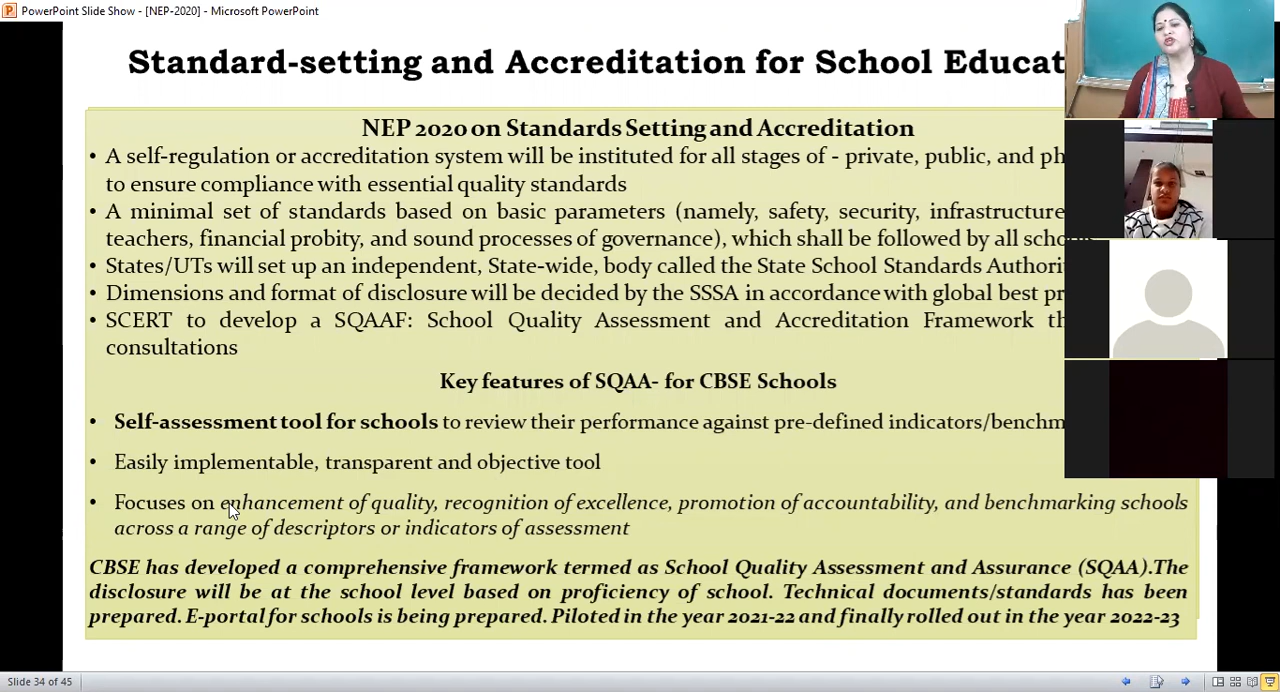 PowerPoint Slide Show - [NEP-2020] - Microsoft PowerPoint
Standard-setting and Accreditation for School
NEP 2020 on Standards Setting and Accreditation
• A self-regulation or accreditation system will be instituted for all stages of - private, public, and
to ensure compliance with essential quality standards
• A minimal set of standards based on basic parameters (namely, safety, security, infrastructure
teachers, financial probity, and sound processes of governance), which shall be followed by all
States/UTs will set up an independent, State-wide, body called the State School Standards
• Dimensions and format of disclosure will be decided by the SSSA in accordance with global best
• SCERT to develop a SQAAF: School Quality Assessment and Accreditation Framework
consultations
Key features of SQAA- for CBSE Schools
• Self-assessment tool for schools to review their performance against pre-defined
• Easily implementable, transparent and objective tool
• Focuses on enhancement of quality, recognition of excellence, promotion of accountability, and benchmarking schools
across a range of descriptors or indicators of assessment
CBSE has developed a comprehensive framework termed as School Quality Assessment and Assurance (SQAA).The
disclosure will be at the school level based on proficiency of school. Technical documents/standards has been
prepared. E-portal for schools is being prepared. Piloted in the year 2021-22 and finally rolled out in the year 2022-23
Slide 34 of 45